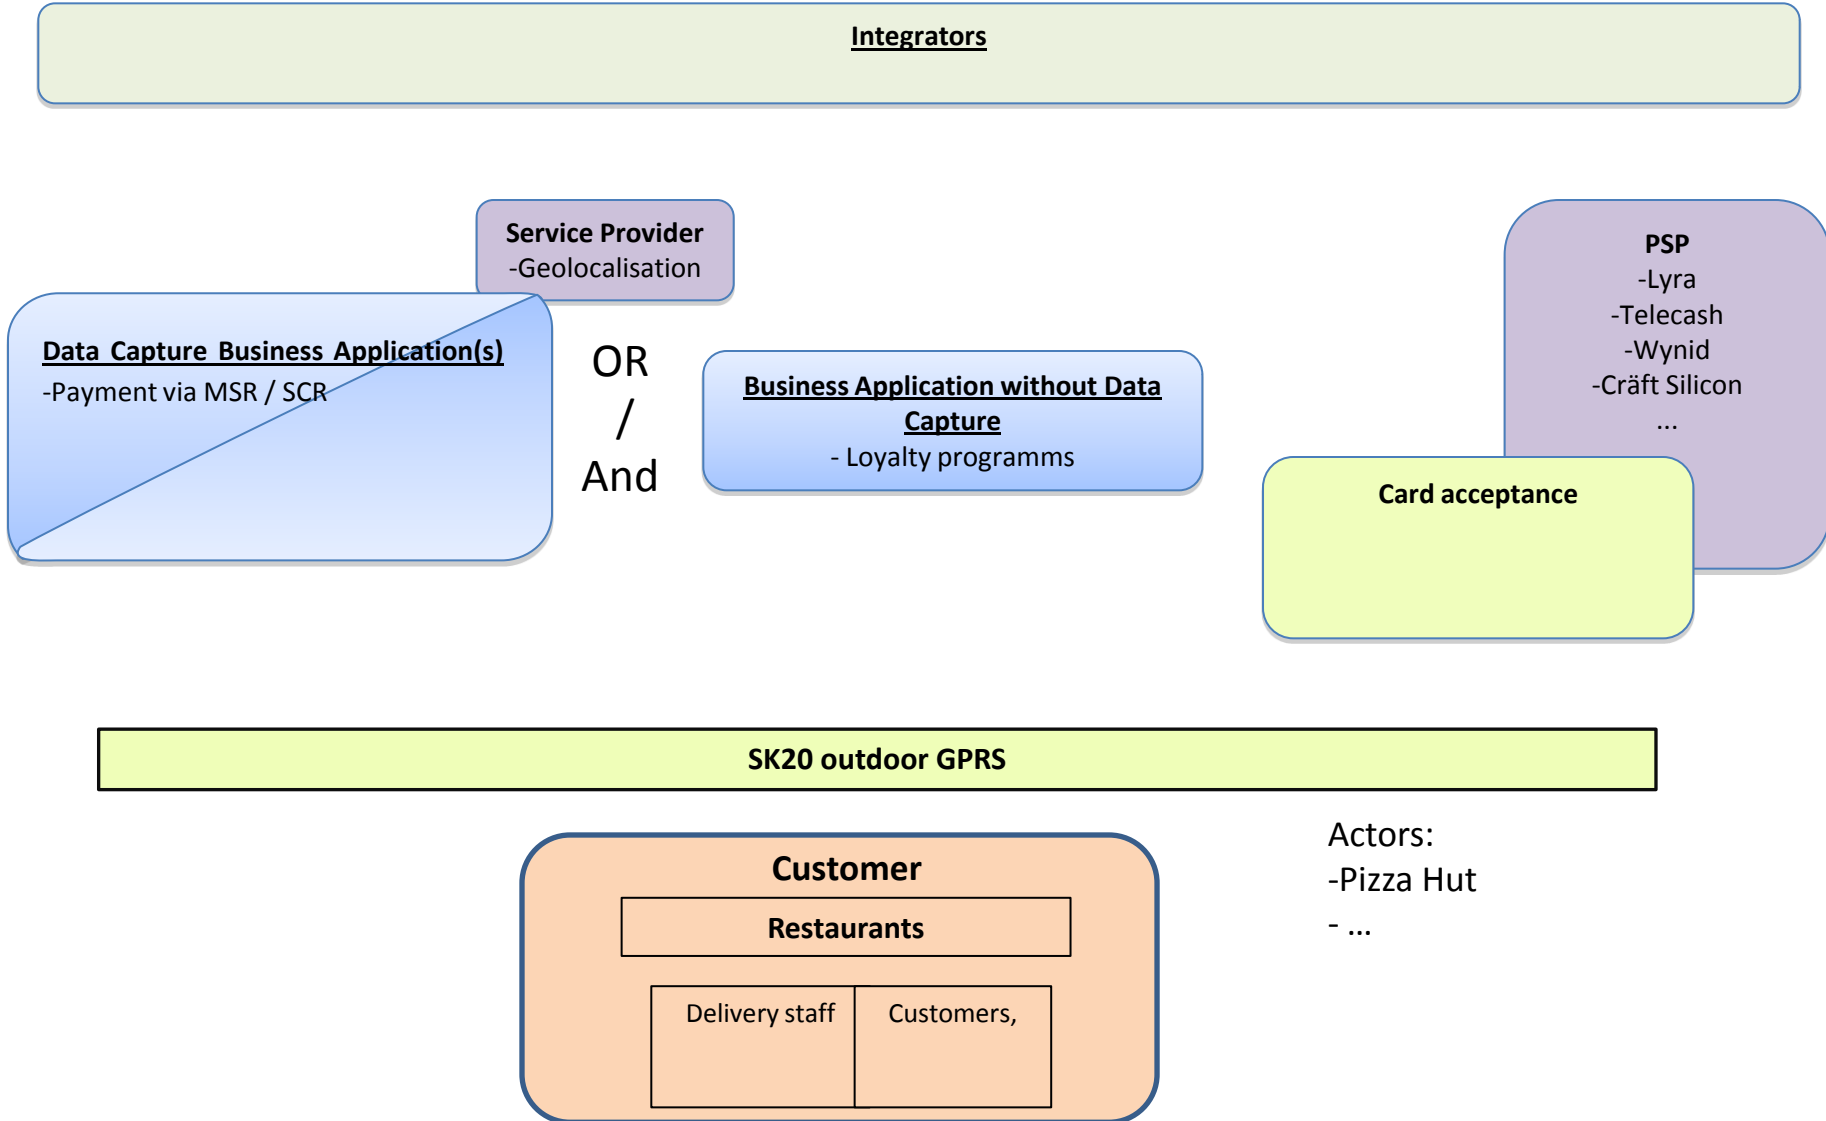 Integrators
Service Provider
-Geolocalisation
PSP
-Lyra
-Telecash
-Wynid
-Cräft Silicon
...
Data Capture Business Application(s)
-Payment via MSR / SCR
OR
/
And
Business Application without Data
Capture
- Loyalty programms
Card acceptance
SK20 outdoor GPRS
Customer
Restaurants
Delivery staff
Customers,
Actors:
-Pizza Hut
- ...